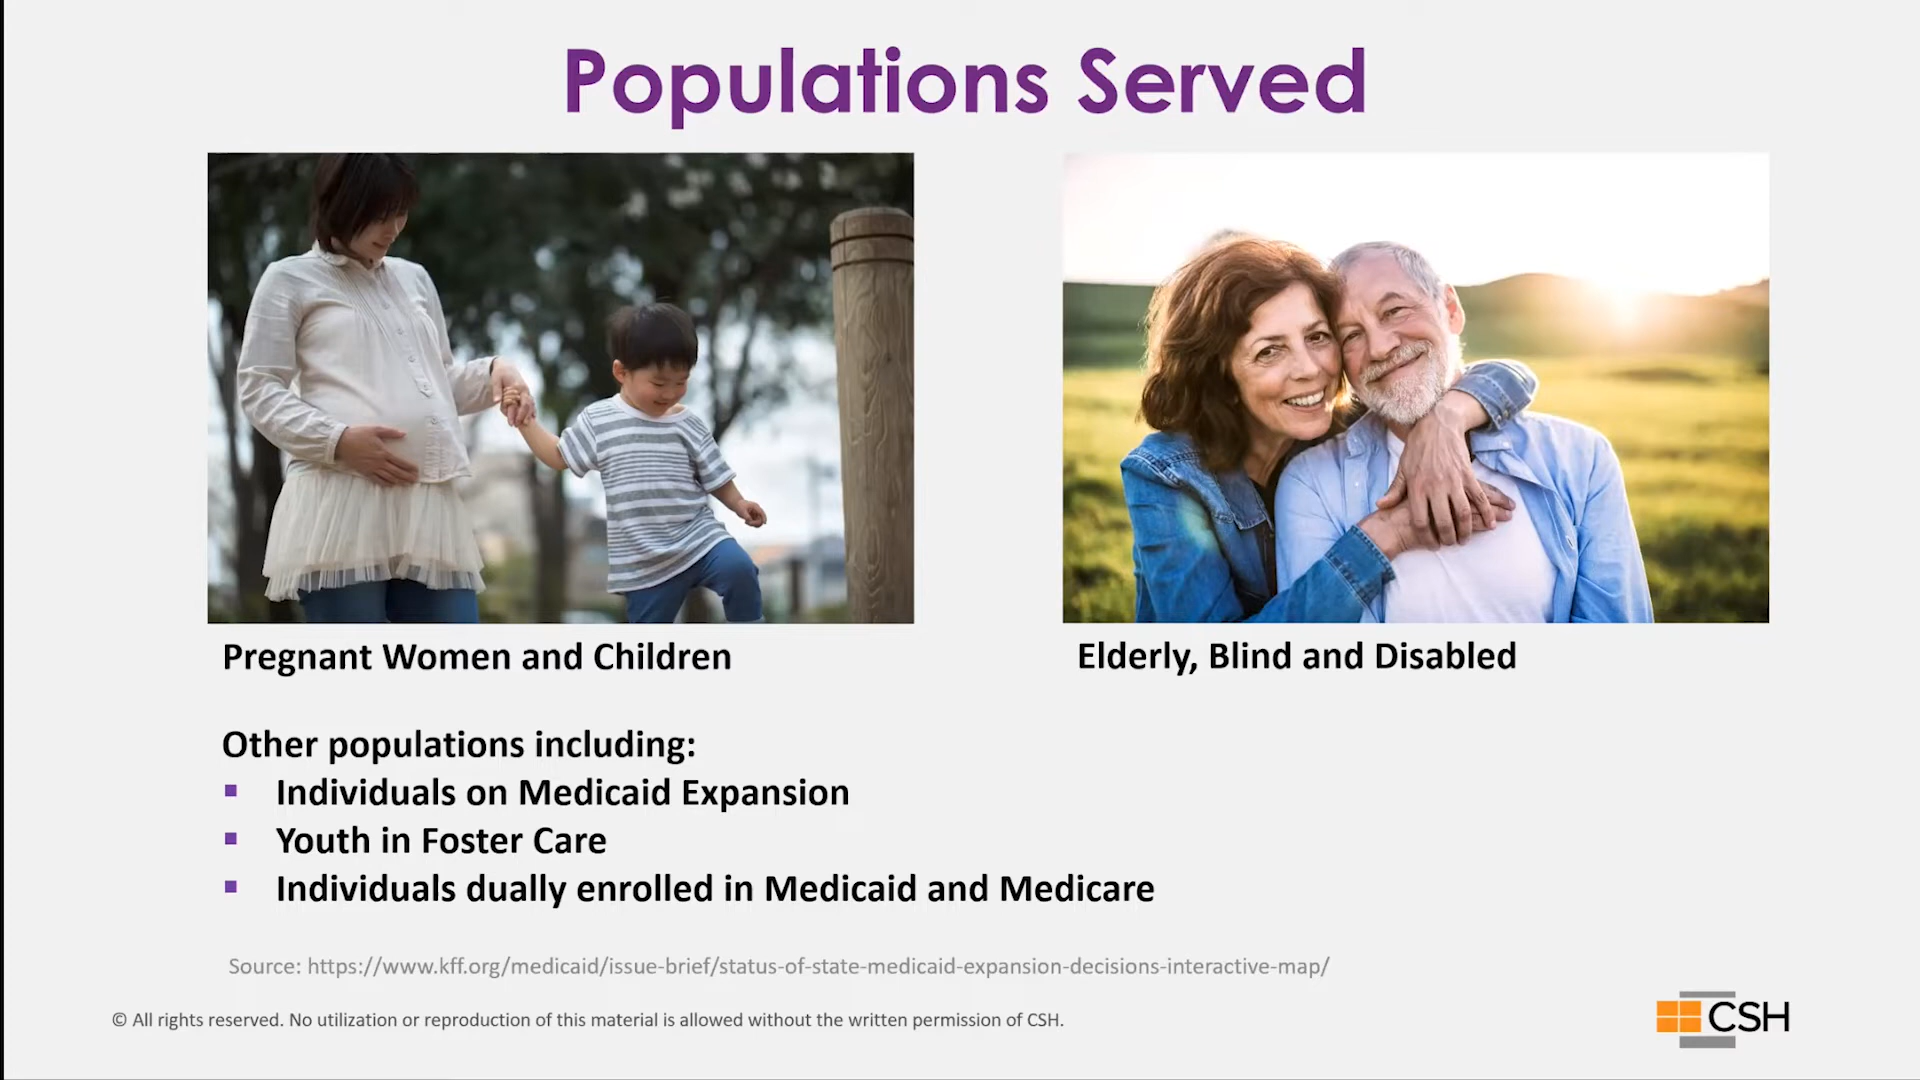 Populations Served
Pregnant Women and Children
Elderly, Blind and Disabled
Other populations including:
▪ Individuals on Medicaid Expansion
▪ Youth in Foster Care
▪ Individuals dually enrolled in Medicaid and Medicare
Source: https://www.kff.org/medicaid/issue-brief/status-of-state-medicaid-expansion-decisions-interactive-map/
© All rights reserved. No utilization or reproduction of this material is allowed without the written permission of CSH.
CSH